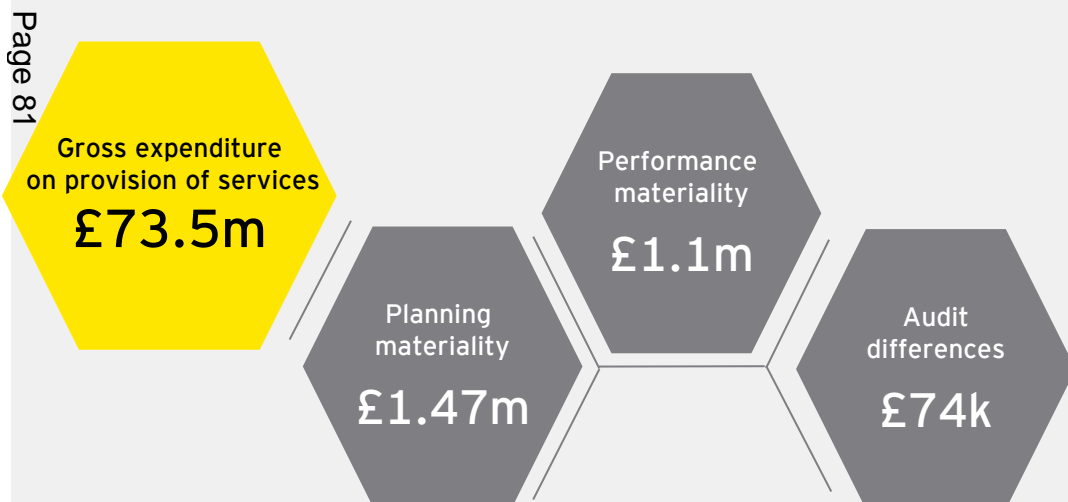 Page 81
Gross expenditure
on provision of services
£73.5m
Planning
materiality
£1.47m
Performance
materiality
£1.1m
Audit
differences
£74k